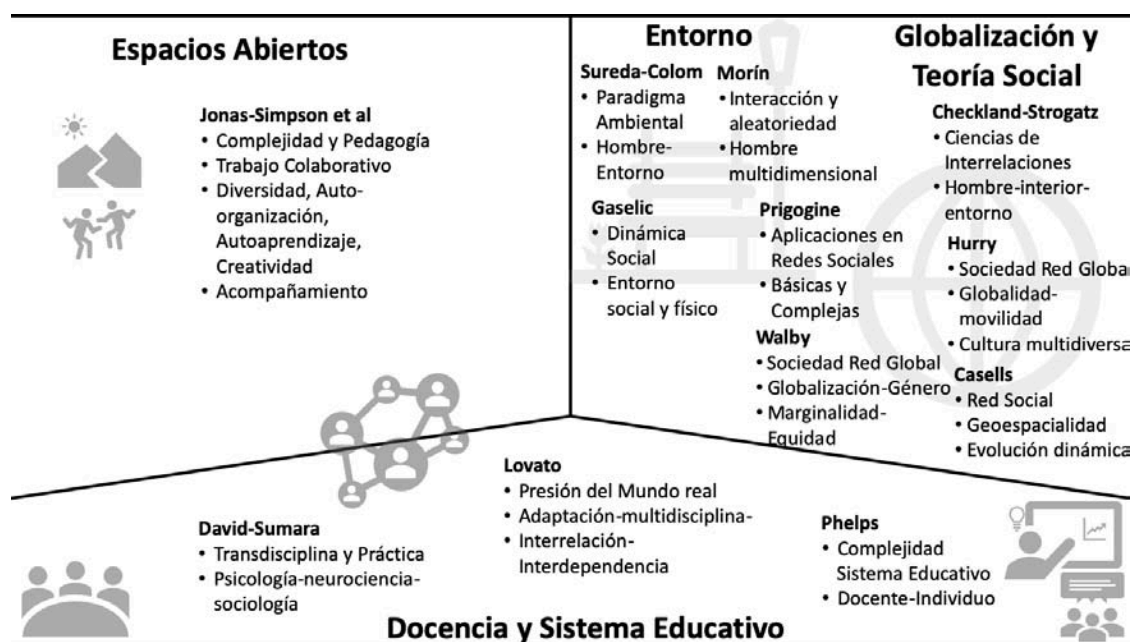 Espacios Abiertos
Jonas-Simpson et al
• Complejidad y Pedagogía
• Trabajo Colaborativo
• Diversidad, Auto-
organización,
Autoaprendizaje,
Creatividad
• Acompañamiento
Entorno
Sureda-Colom
• Paradigma
Ambiental
• Hombre-
Entorno
Gaselic
• Dinámica
Social
• Entorno
social y físico
Morín
• Interacción y
aleatoriedad
• Hombre
multidimensional
Prigogine
• Aplicaciones en
Redes Sociales
• Básicas y
Complejas
Walby
• Sociedad Red Global
• Globalización-Género
• Marginalidad-
Equidad
Globalización y
Teoría Social
Checkland-Strogatz
• Ciencias de
Interrelaciones
• Hombre-interior-
entorno
Hurry
• Sociedad Red Globa
• Globalidad-
movilidad
• Cultura multidiversa
Casells
• Red Social
• Geoespacialidad
• Evolución dinámica
David-Sumara
• Transdisciplina y Práctica
• Psicología-neurociencia-
sociología
Lovato
• Presión del Mundo real
• Adaptación-multidisciplina-
• Interrelación-
Interdependencia
Phelps
• Complejidad
Sistema Educativo
• Docente-Individuo
Docencia y Sistema Educativo